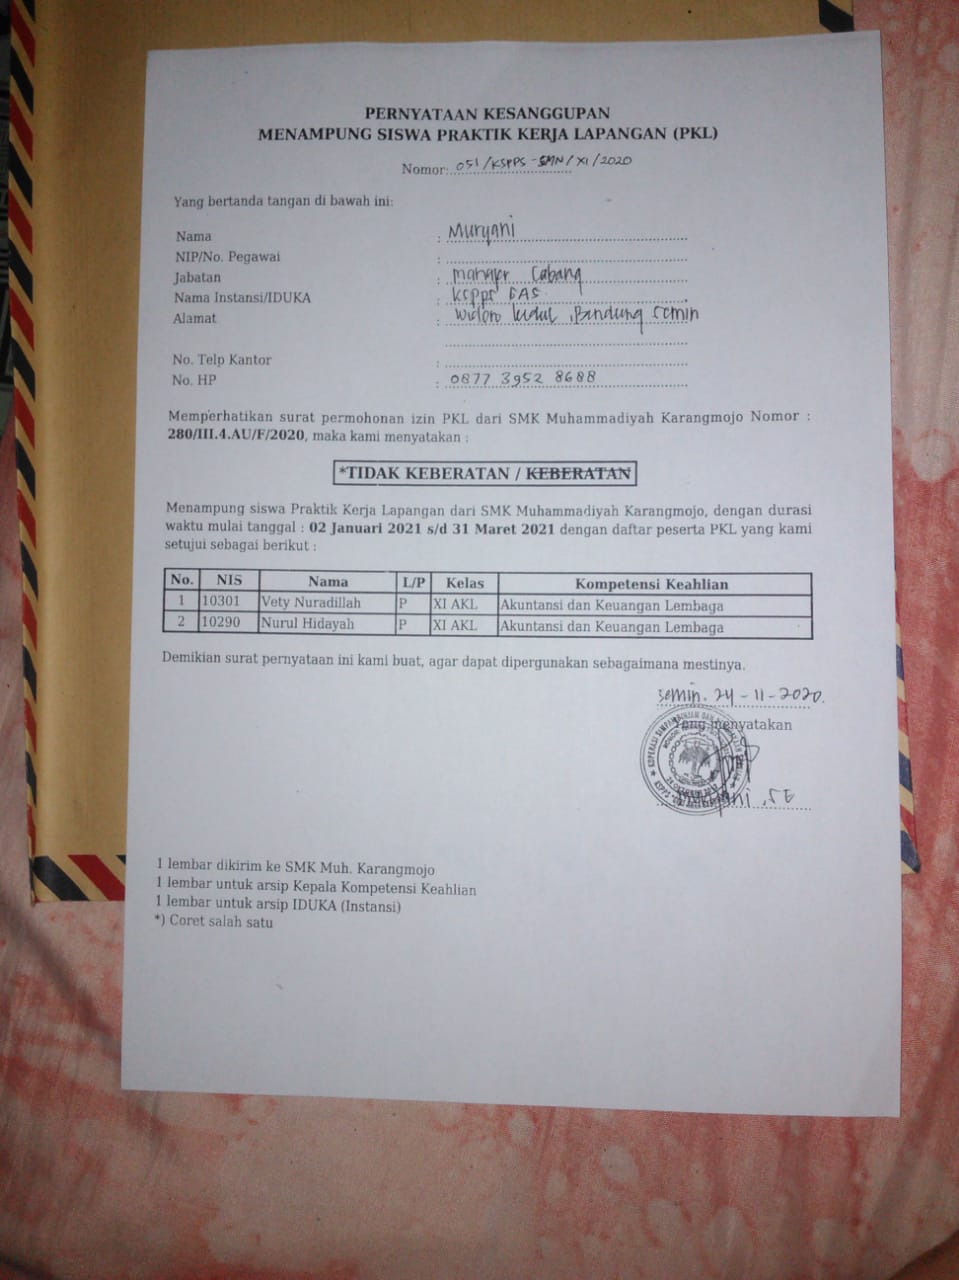 PERNYATAAN KESANGGUPAN
MENAMPUNG SISWA PRAKTIK KERJA LAPANGAN (PKL)
Nomor: 051/KSPPS-SMN/XI/2020
Yang bertanda tangan di bawah ini:
Nama : Muryani
NIP/No. Pegawai :
Jabatan : Manajer Cabang
Nama Instansi/IDUKA : KSPPS
Alamat : Kidul, Bendung Semin
No. Telp Kantor :
No. HP : 0877 3952 8688
Memperhatikan surat permohonan izin PKL dari SMK Muhammadiyah Karangmojo Nomor :
280/III.4.AU/F/2020, maka kami menyatakan :
*TIDAK KEBERATAN / KEBERATAN
Menampung siswa Praktik Kerja Lapangan dari SMK Muhammadiyah Karangmojo, dengan durasi
waktu mulai tanggal : 02 Januari 2021 s/d 31 Maret 2021 dengan daftar peserta PKL yang kami
setujui sebagai berikut :
No. NIS Nama L/P Kelas Kompetensi Keahlian
1 10301 Vety Nuradillah P XI AKL Akuntansi dan Keuangan Lembaga
2 10290 Nurul Hidayah P XI AKL Akuntansi dan Keuangan Lembaga
Demikian surat pernyataan ini kami buat, agar dapat dipergunakan sebagaimana mestinya.
Semin. 24-11-2020.
Yang menyatakan
Muryani, SE
1 lembar dikirim ke SMK Muh. Karangmojo
1 lembar untuk arsip Kepala Kompetensi Keahlian
1 lembar untuk arsip IDUKA (Instansi)
*) Coret salah satu